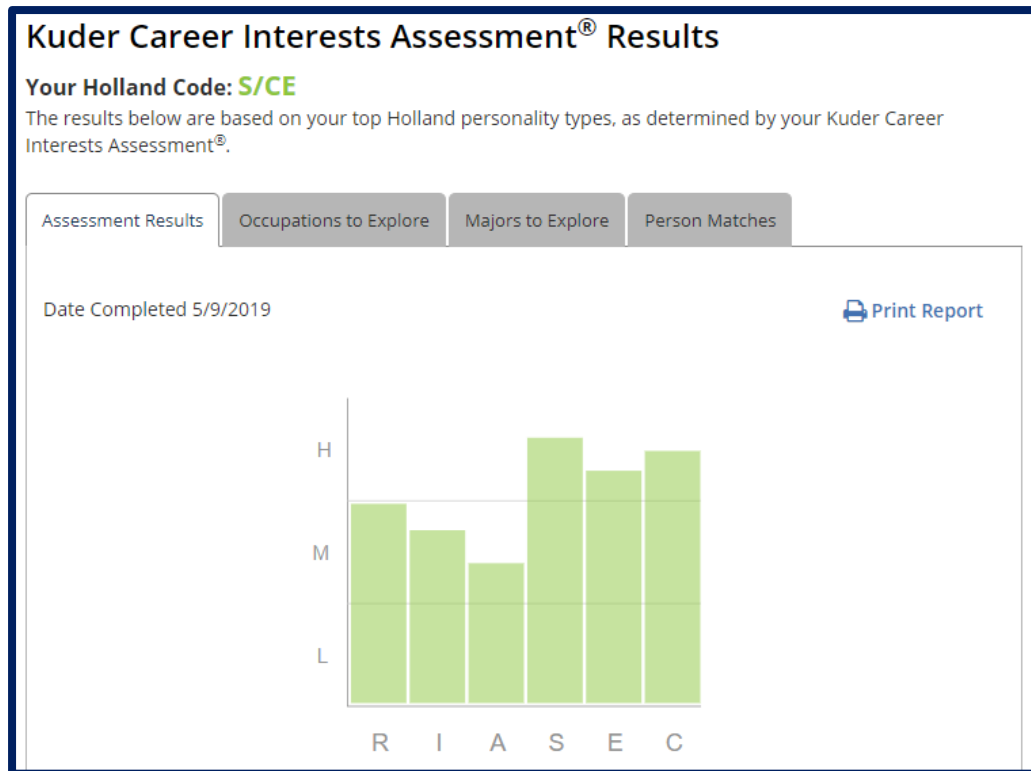 Kuder Career Interests Assessment® Results
Your Holland Code: S/CE
The results below are based on your top Holland personality types, as determined by your Kuder Career
Interests Assessment®.
Assessment Results Occupations to Explore Majors to Explore Person Matches
Date Completed 5/9/2019 Print Report
H
M
L
R I A S E C